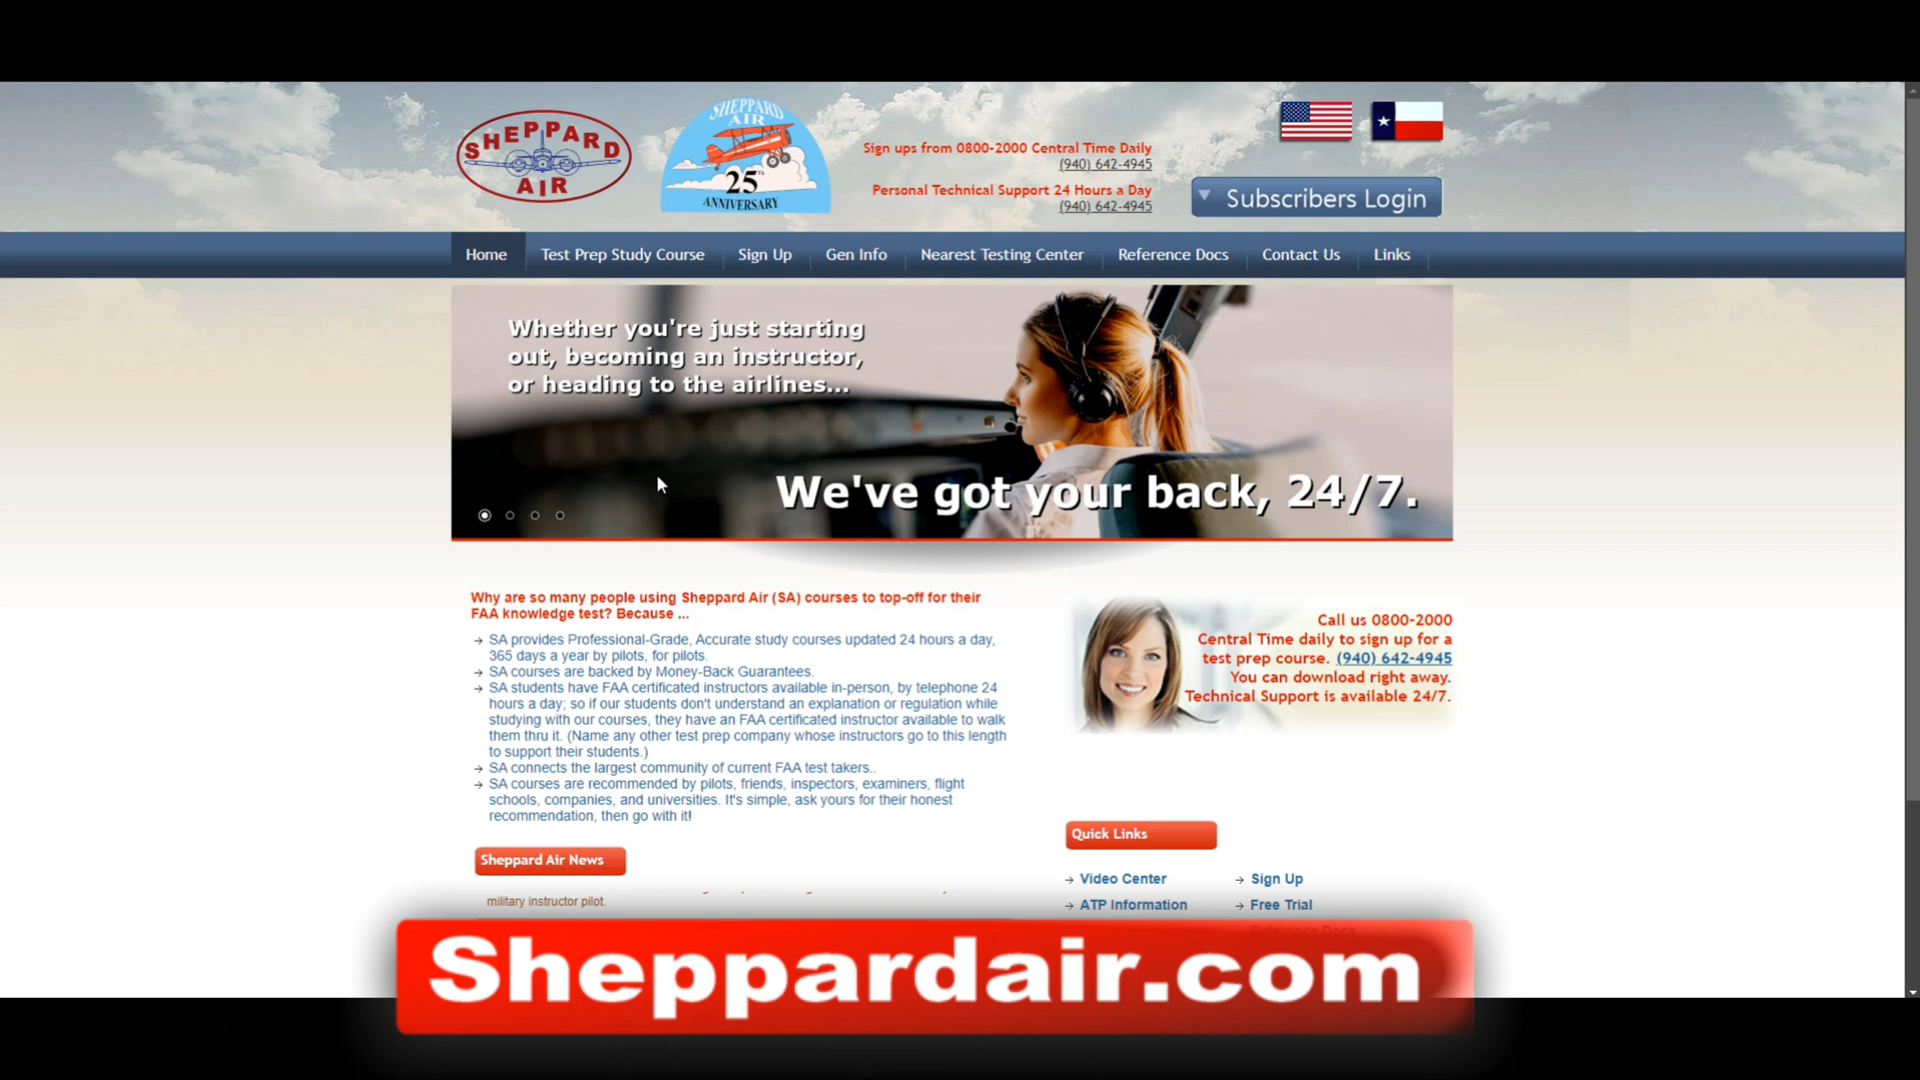 SHEPPARD
AIR
SHEPPARD
AIR
25TH
ANNIVERSARY
Sign ups from 0800-2000 Central Time Daily
(940) 642-4945
Personal Technical Support 24 Hours a Day
(940) 642-4945
Subscribers Login
Home Test Prep Study Course Sign Up Gen Info Nearest Testing Center Reference Docs Contact Us Links
Whether you're just starting
out, becoming an instructor,
or heading to the airlines...
We've got your back, 24/7.
Why are so many people using Sheppard Air (SA) courses to top-off for their
FAA knowledge test? Because ...
SA provides Professional-Grade, Accurate study courses updated 24 hours a day,
365 days a year by pilots, for pilots.
SA courses are backed by Money-Back Guarantees.
SA students have FAA certificated instructors available in-person, by telephone 24
hours a day; so if our students don't understand an explanation or regulation while
studying with our courses, they have an FAA certificated instructor available to walk
them thru it. (Name any other test prep company whose instructors go to this length
to support their students.)
SA connects the largest community of current FAA test takers..
SA courses are recommended by pilots, friends, inspectors, examiners, flight
schools, companies, and universities. It's simple, ask yours for their honest
recommendation, then go with it!
Call us 0800-2000
Central Time daily to sign up for a
test prep course. (940) 642-4945
You can download right away.
Technical Support is available 24/7.
Sheppard Air News
military instructor pilot.
Quick Links
Video Center Sign Up
ATP Information Free Trial
Reference Docs
Sheppardair.com